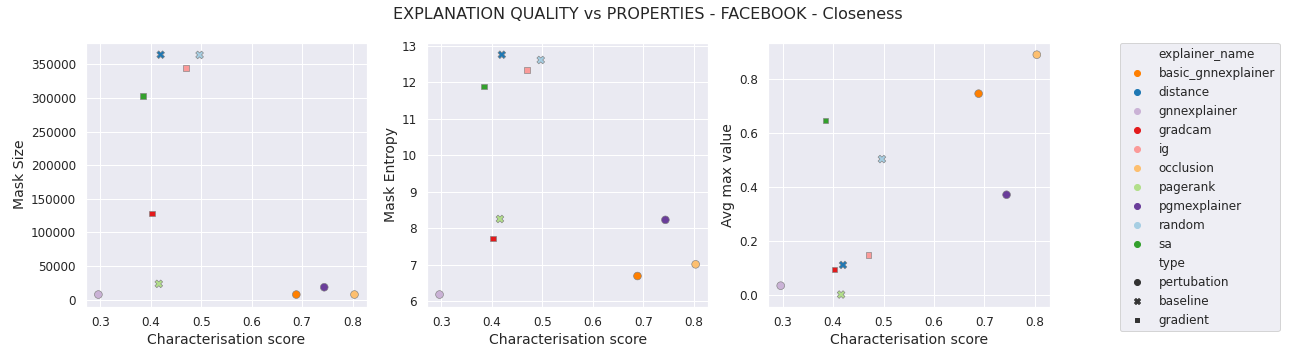 EXPLANATION QUALITY vs PROPERTIES - FACEBOOK - Closeness
Mask Size
350000
300000
250000
200000
150000
100000
50000
0
0.3 0.4 0.5 0.6 0.7 0.8
Characterisation score
Mask Entropy
13
12
11
10
9
8
7
6
0.3 0.4 0.5 0.6 0.7 0.8
Characterisation score
Avg max value
0.8
0.6
0.4
0.2
0.0
0.3 0.4 0.5 0.6 0.7 0.8
Characterisation score
explainer_name
basic_gnnexplainer
distance
gnnexplainer
gradcam
ig
occlusion
pagerank
pgmexplainer
random
sa
type
pertubation
baseline
gradient